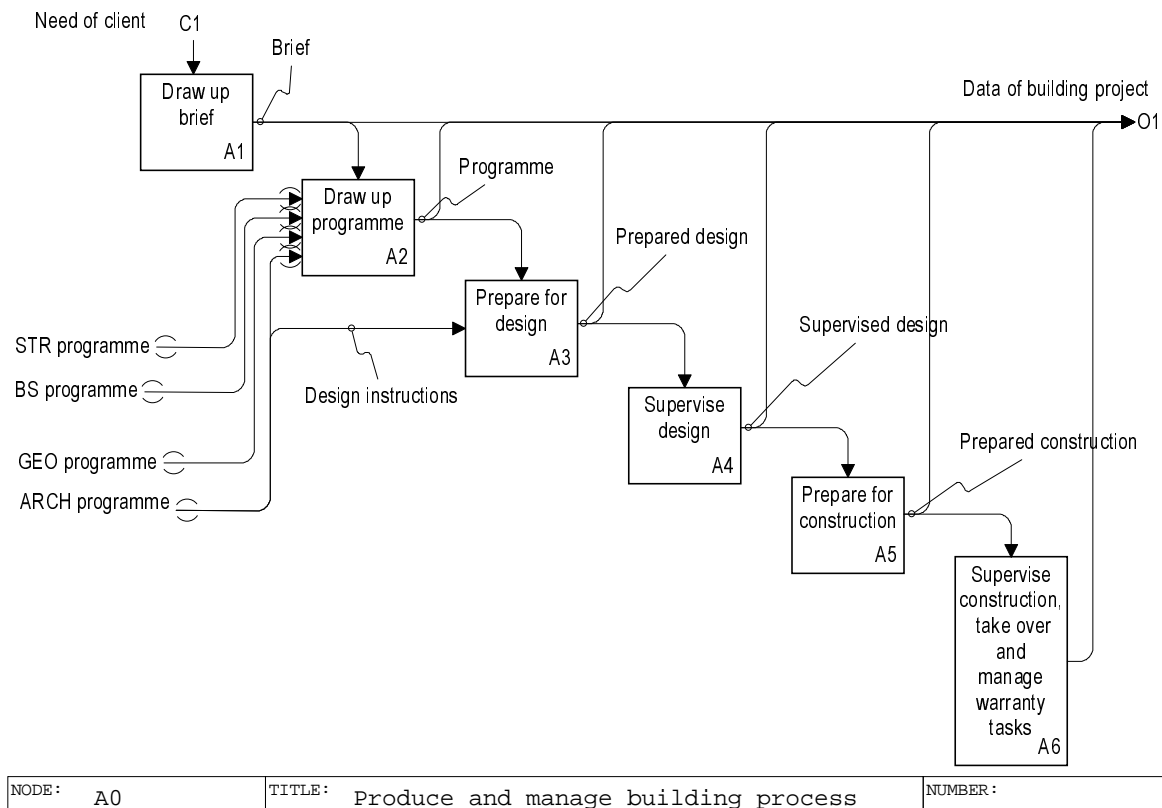 Need of client
C1
Brief
Draw up
brief
A1
Data of building project
O1
Programme
Draw up
programme
A2
Prepared design
Prepare for
design
A3
STR programme
BS programme
Design instructions
GEO programme
ARCH programme
Supervised design
Supervise
design
A4
Prepared construction
Prepare for
construction
A5
Supervise
construction,
take over
and
manage
warranty
tasks
A6
NODE: A0
TITLE: Produce and manage building process
NUMBER: